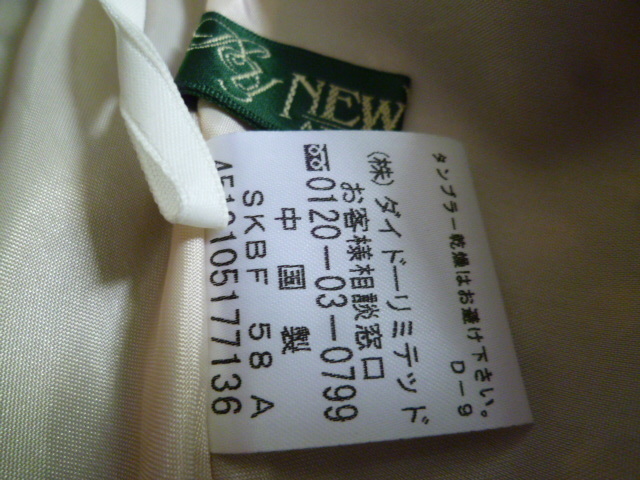 NEW
タンブラー乾燥はお避け下さい。
D-9
(株)ダイドーリミテッド
お客様相談窓口
0120-03-0799
中国製
SKBF 58A
105177136